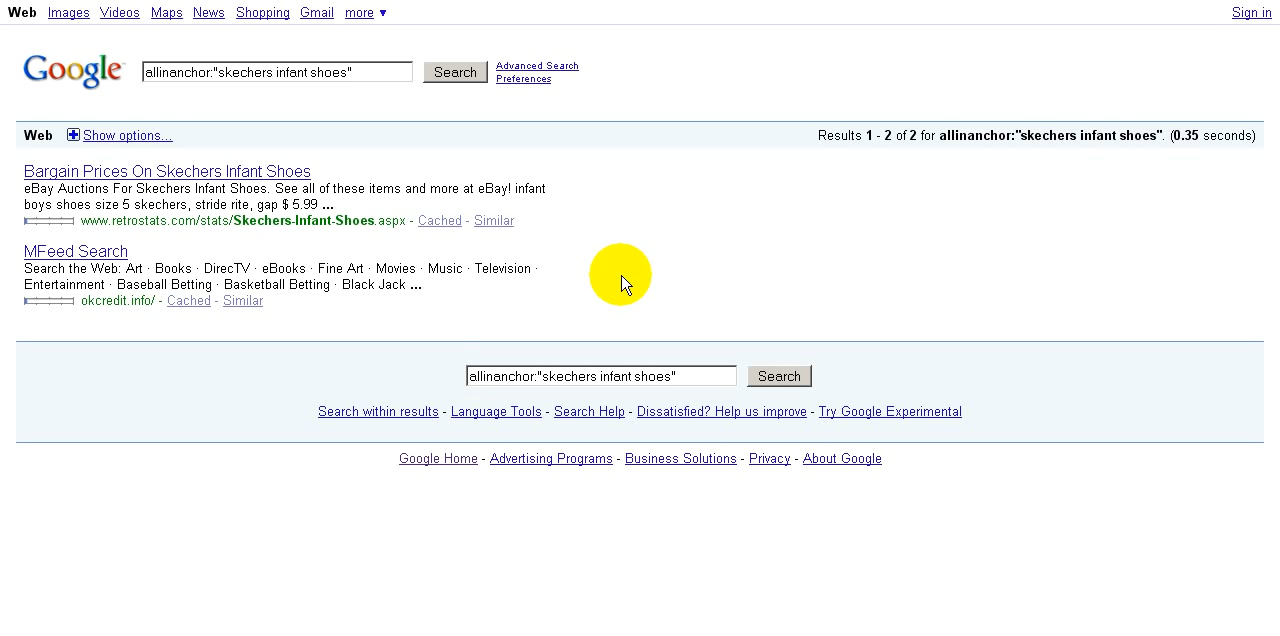 Web Images Videos Maps News Shopping Gmail more ▼ Sign in
Google
allinanchor:"skechers infant shoes" Search Advanced Search
Preferences
Web Show options... Results 1 - 2 of 2 for allinanchor:"skechers infant shoes". (0.35 seconds)
Bargain Prices On Skechers Infant Shoes
eBay Auctions For Skechers Infant Shoes. See all of these items and more at eBay! infant
boys shoes size 5 skechers, stride rite, gap $ 5.99 ...
www.retrostats.com/stats/Skechers-Infant-Shoes.aspx - Cached - Similar
MFeed Search
Search the Web: Art · Books · DirecTV · eBooks · Fine Art · Movies · Music · Television ·
Entertainment · Baseball Betting · Basketball Betting · Black Jack ...
okcredit.info/ - Cached - Similar
allinanchor:"skechers infant shoes" Search
Search within results - Language Tools - Search Help - Dissatisfied? Help us improve - Try Google Experimental
Google Home - Advertising Programs - Business Solutions - Privacy - About Google